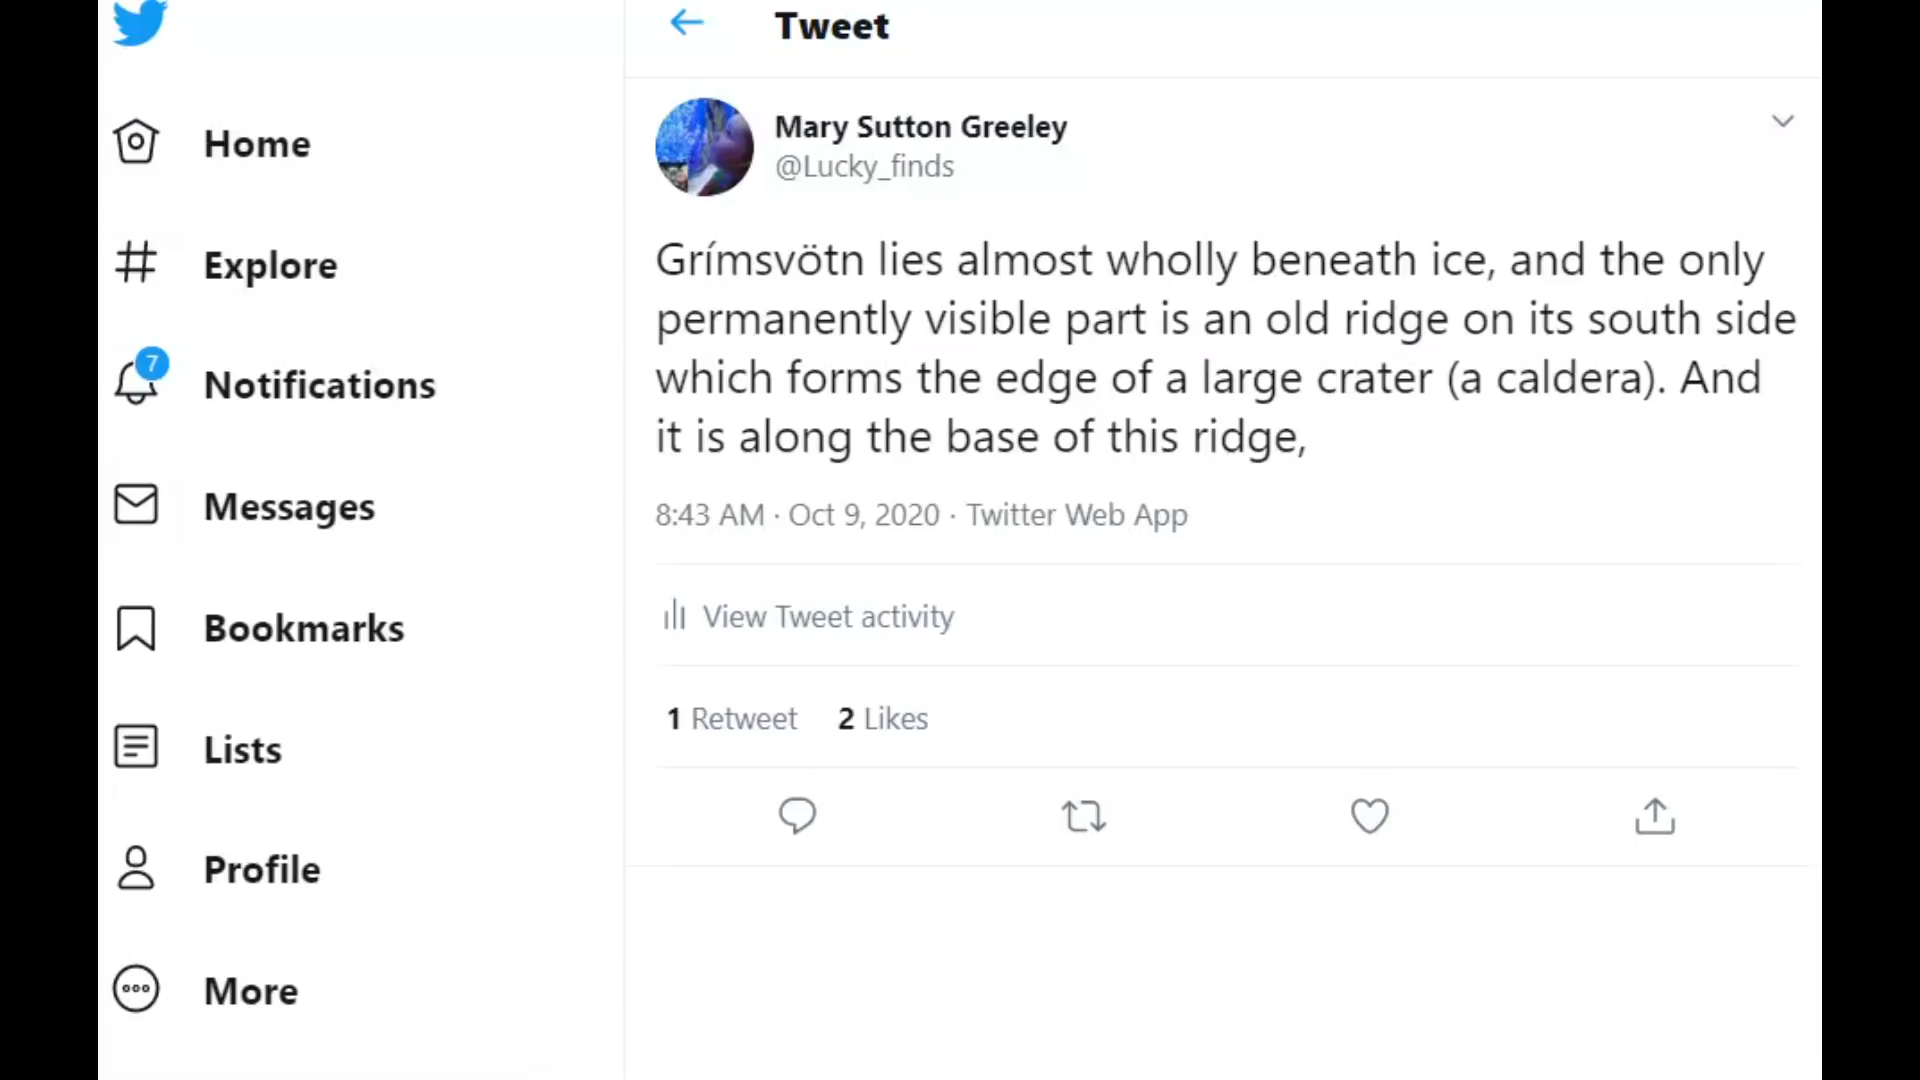 Tweet
Home
Explore
7
Notifications
Messages
Bookmarks
Lists
Profile
More
Mary Sutton Greeley
@Lucky_finds
Grímsvötn lies almost wholly beneath ice, and the only
permanently visible part is an old ridge on its south side
which forms the edge of a large crater (a caldera). And
it is along the base of this ridge,
8:43 AM · Oct 9, 2020 · Twitter Web App
View Tweet activity
1 Retweet 2 Likes